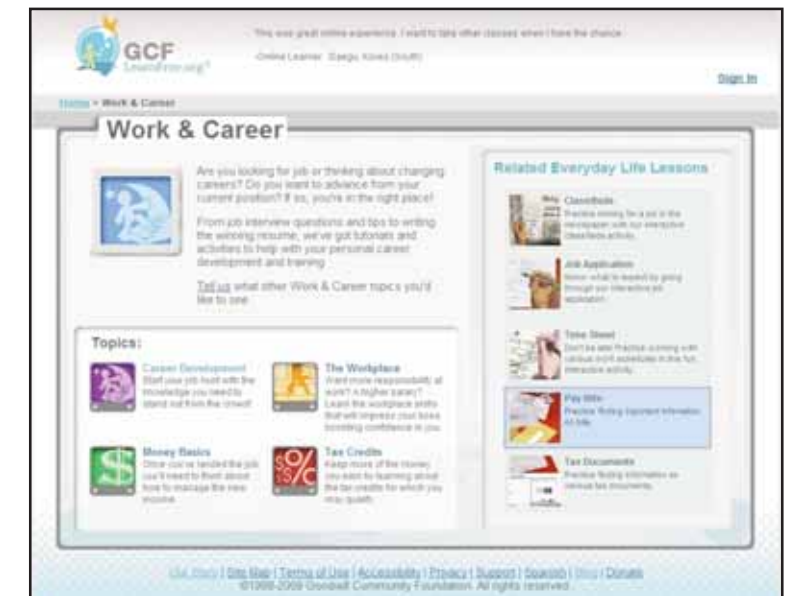 This was great online experience. I want to take other classes when I have the chance.
-Online Learner Daegu, Korea (South)
GCF
LearnFree.org®
Sign In
Home > Work & Career
Work & Career
Are you looking for job or thinking about changing
careers? Do you want to advance from your
current position? If so, you're in the right place!
From job interview questions and tips to writing
the winning resume, we've got tutorials and
activities to help with your personal career
development and training.
Tell us what other Work & Career topics you'd
like to see.
Topics:
Career Development
Start your job hunt with the
knowledge you need to
stand out from the crowd!
The Workplace
Want more responsibility at
work? A higher salary?
Learn the workplace skills
that will impress your boss
boosting confidence in you.
Money Basics
Once you've landed the job
you'll need to think about
how to manage the new
income.
Tax Credits
Keep more of the money
you earn by learning about
the tax credits for which you
may qualify.
Related Everyday Life Lessons
Classifieds
Practice looking for a job in the
newspaper with our interactive
classifieds activity.
Job Application
Know what to expect by going
through our interactive job
application.
Time Sheet
Don't be late! Practice working with
various work schedules in this fun,
interactive activity.
Pay Stubs
Practice finding important information
Tax Documents
Practice finding information on
various tax documents.
Our Story | Site Map | Terms of Use | Accessibility | Privacy | Support | Spanish | Blog | Donate
©1998-2009 Goodwill Community Foundation. All rights reserved.